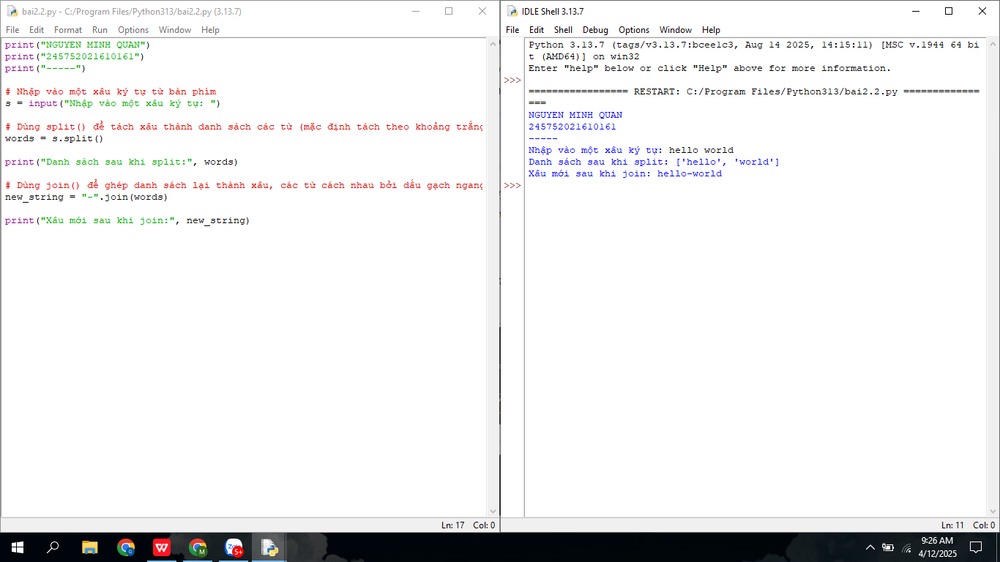 bai2.2.py - C:/Program Files/Python313/bai2.2.py (3.13.7)
File Edit Format Run Options Window Help
print("NGUYEN MINH QUAN")
print("245752021610161")
print("-----")
# Nhập vào một xâu ký tự từ bàn phím
s = input("Nhập vào một xâu ký tự: ")
# Dùng split() để tách xâu thành danh sách các từ (mặc định tách theo khoảng trắng
words = s.split()
print("Danh sách sau khi split:", words)
# Dùng join() để ghép danh sách lại thành xâu, các từ cách nhau bởi dấu gạch ngang
new_string = "-".join(words)
print("Xâu mới sau khi join:", new_string)
Ln: 17 Col: 0
IDLE Shell 3.13.7
File Edit Shell Debug Options Window Help
Python 3.13.7 (tags/v3.13.7:bcee1c3, Aug 14 2025, 14:15:11) [MSC v.1944 64 bi
t (AMD64)] on win32
Enter "help" below or click "Help" above for more information.
>>>
================= RESTART: C:/Program Files/Python313/bai2.2.py =============
===
NGUYEN MINH QUAN
245752021610161
-----
Nhập vào một xâu ký tự: hello world
Danh sách sau khi split: ['hello', 'world']
Xâu mới sau khi join: hello-world
>>>
Ln: 11 Col: 0
W
M
5+
9:26 AM
4/12/2025